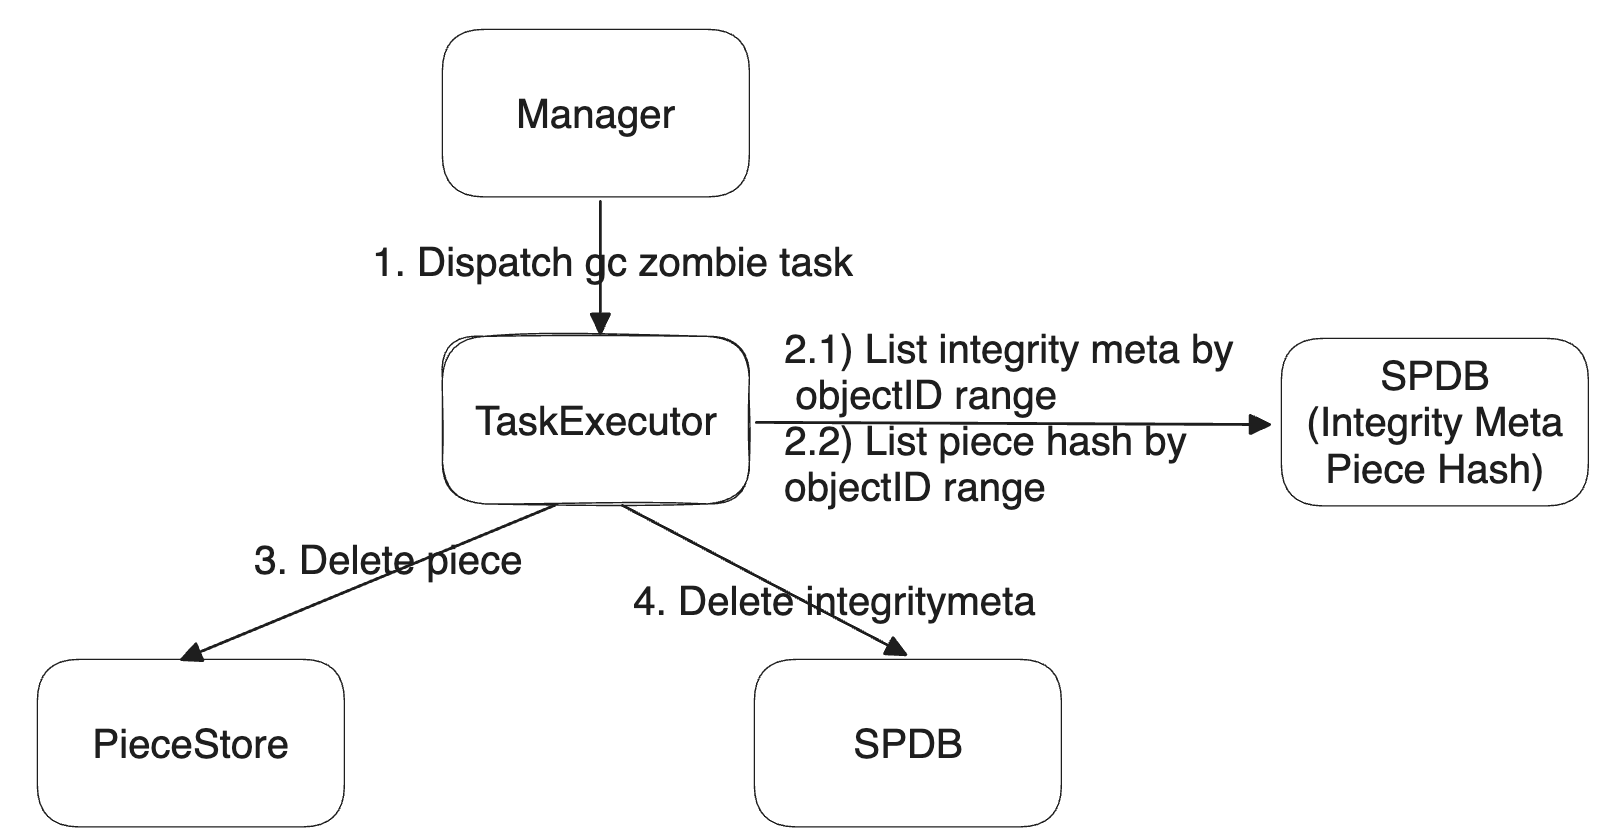 Manager
1. Dispatch gc zombie task
TaskExecutor
2.1) List integrity meta by
objectID range
2.2) List piece hash by
objectID range
SPDB
(Integrity Meta
Piece Hash)
3. Delete piece
4. Delete integritymeta
PieceStore
SPDB